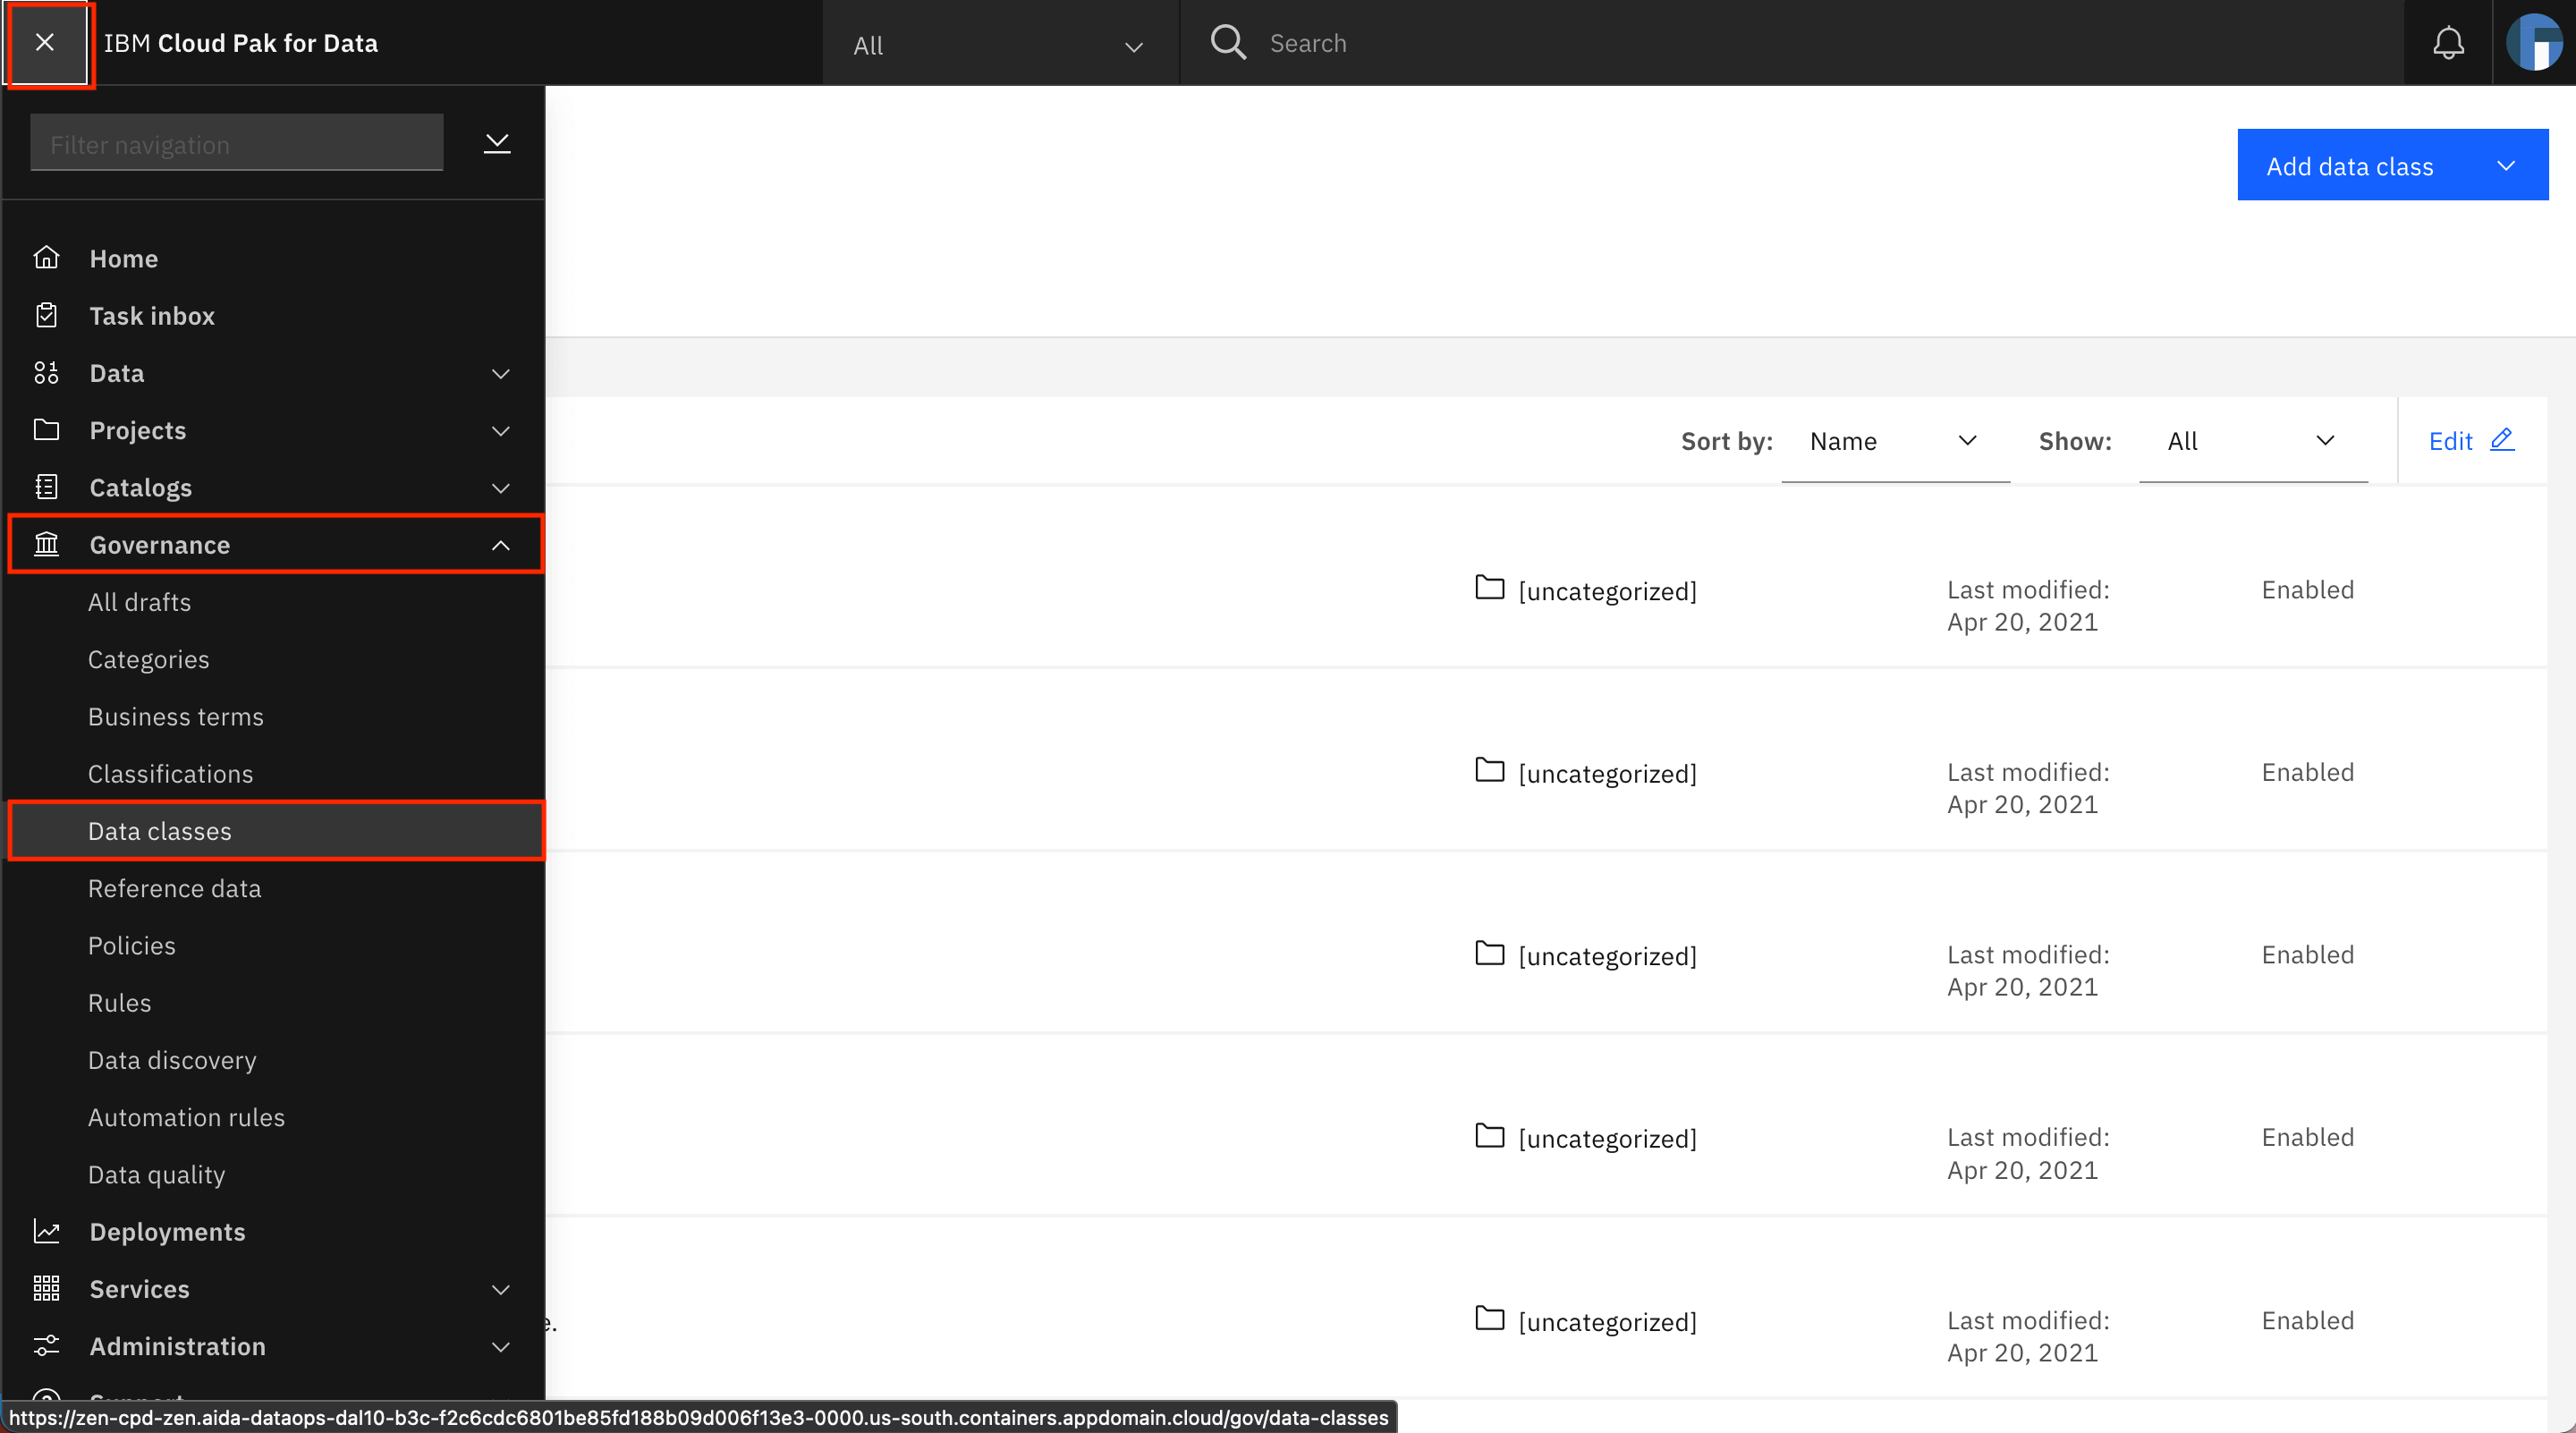 IBM Cloud Pak for Data
All
Search
Filter navigation
Add data class
Home
Task inbox
Data
Projects
Catalogs
Governance
All drafts
Categories
Business terms
Classifications
Data classes
Reference data
Policies
Rules
Data discovery
Automation rules
Data quality
Deployments
Services
Administration
Support
Sort by: Name Show: All Edit
[uncategorized] Last modified: Enabled
Apr 20, 2021
[uncategorized] Last modified: Enabled
Apr 20, 2021
[uncategorized] Last modified: Enabled
Apr 20, 2021
[uncategorized] Last modified: Enabled
Apr 20, 2021
e. [uncategorized] Last modified: Enabled
Apr 20, 2021
https://zen-cpd-zen.aida-dataops-dal10-b3c-f2c6cdc6801be85fd188b09d006f13e3-0000.us-south.containers.appdomain.cloud/gov/data-classes